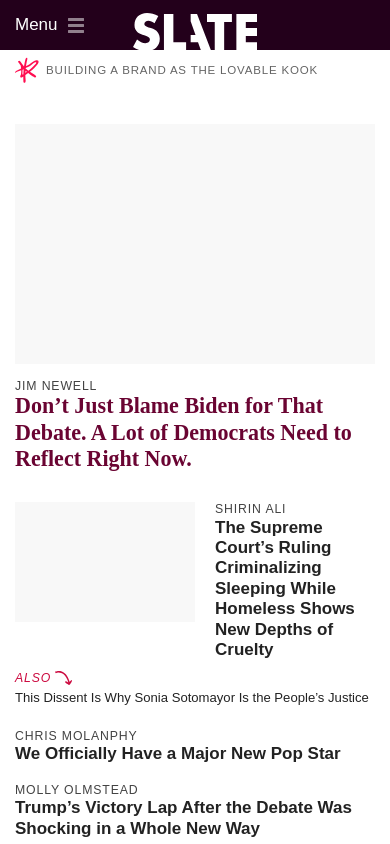 Menu
SLATE
BUILDING A BRAND AS THE LOVABLE KOOK
JIM NEWELL
Don’t Just Blame Biden for That
Debate. A Lot of Democrats Need to
Reflect Right Now.
SHIRIN ALI
The Supreme
Court’s Ruling
Criminalizing
Sleeping While
Homeless Shows
New Depths of
Cruelty
ALSO
This Dissent Is Why Sonia Sotomayor Is the People’s Justice
CHRIS MOLANPHY
We Officially Have a Major New Pop Star
MOLLY OLMSTEAD
Trump’s Victory Lap After the Debate Was
Shocking in a Whole New Way